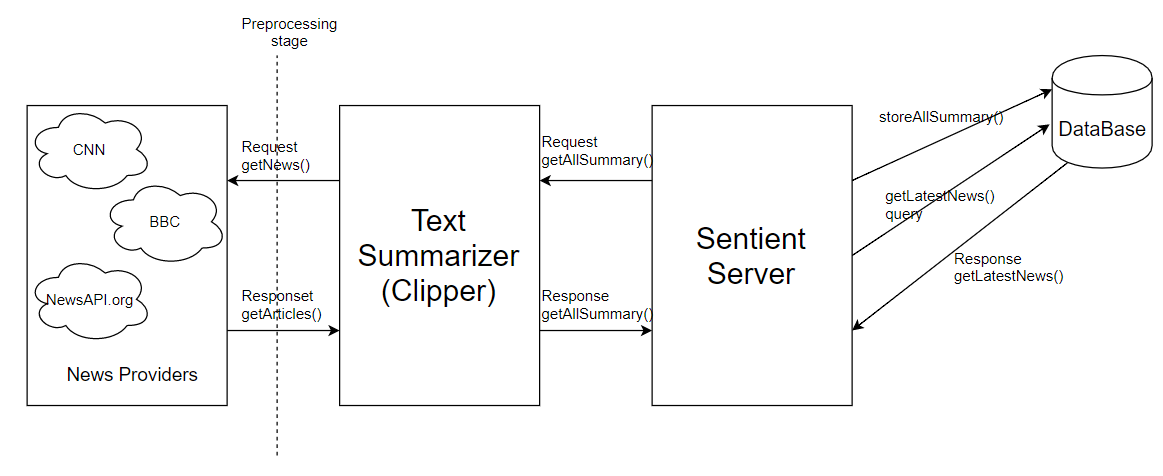 Preprocessing
stage
CNN
BBC
NewsAPI.org
News Providers
Request
getNews()
Responset
getArticles()
Text
Summarizer
(Clipper)
Request
getAllSummary()
Response
getAllSummary()
Sentient
Server
storeAllSummary()
getLatestNews()
query
Response
getLatestNews()
DataBase